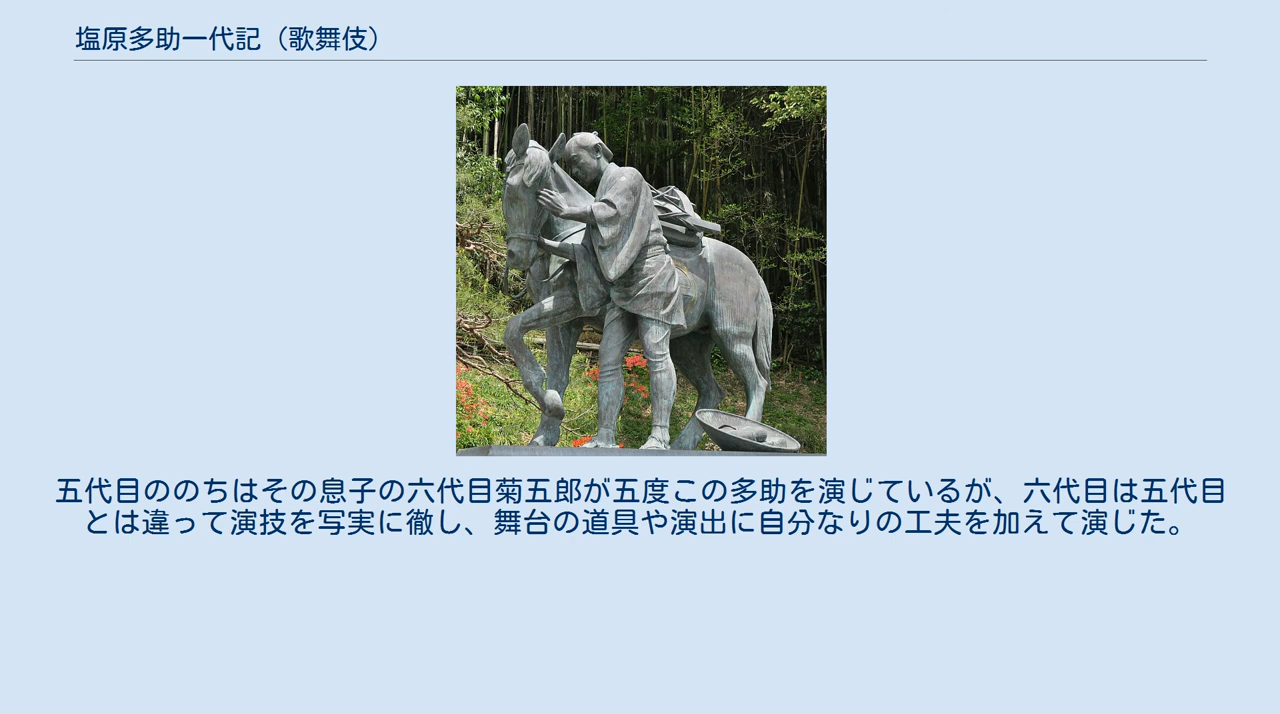 塩原多助一代記（歌舞伎）
五代目ののちはその息子の六代目菊五郎が五度この多助を演じているが、六代目は五代目
とは違って演技を写実に徹し、舞台の道具や演出に自分なりの工夫を加えて演じた。